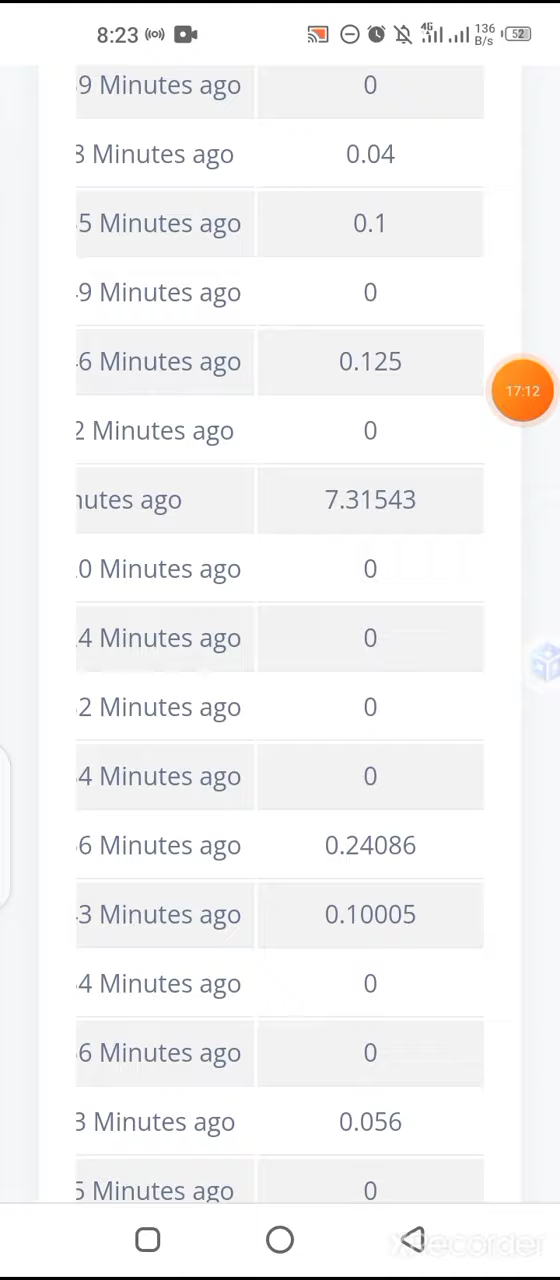 8:23 4G 136 B/s 52
9 Minutes ago 0
3 Minutes ago 0.04
5 Minutes ago 0.1
9 Minutes ago 0
6 Minutes ago 0.125
2 Minutes ago 0
nutes ago 7.31543
0 Minutes ago 0
4 Minutes ago 0
2 Minutes ago 0
4 Minutes ago 0
6 Minutes ago 0.24086
3 Minutes ago 0.10005
4 Minutes ago 0
6 Minutes ago 0
3 Minutes ago 0.056
5 Minutes ago 0
17:12
XRecorder